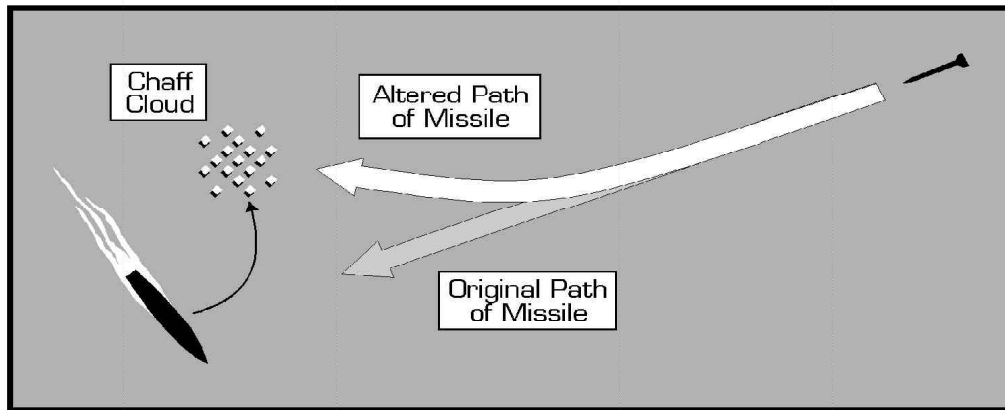 Chaff
Cloud
Altered Path
of Missile
Original Path
of Missile